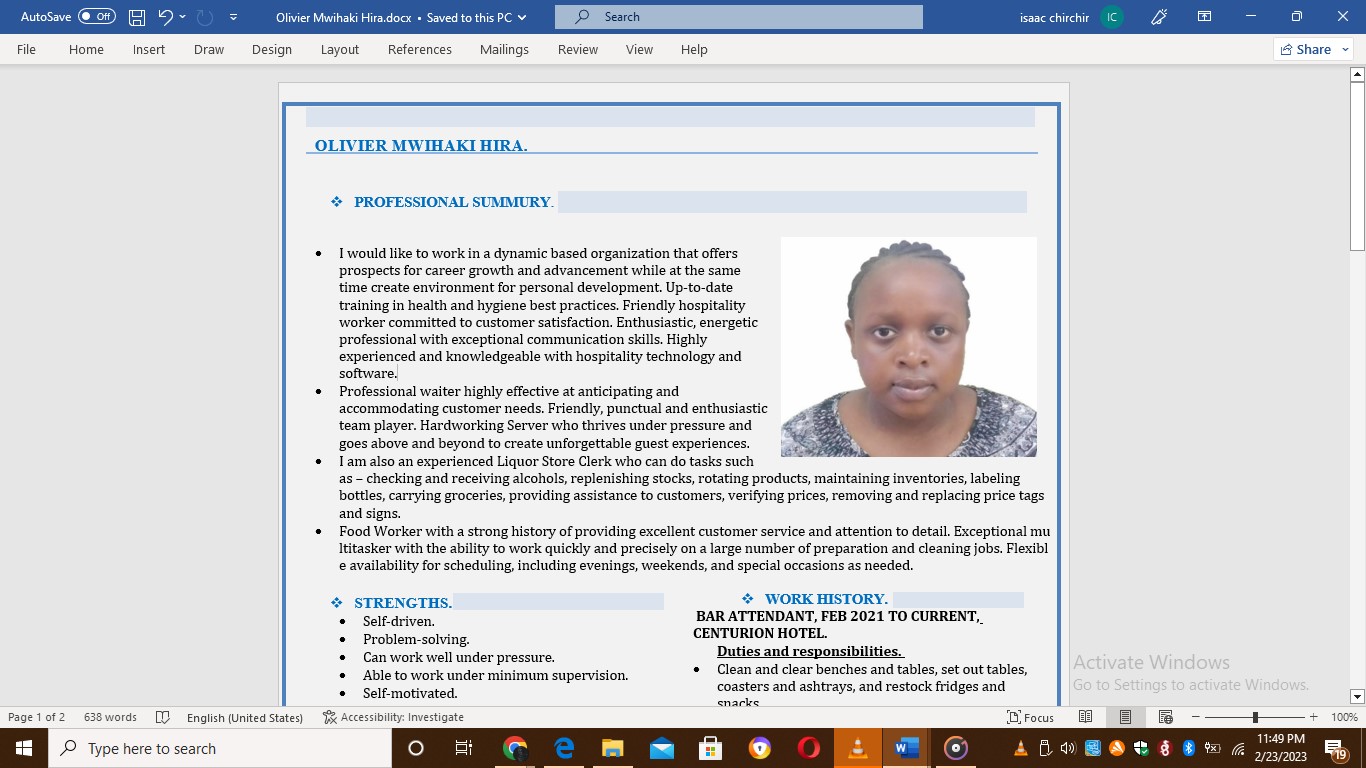 AutoSave Off Olivier Mwihaki Hira.docx • Saved to this PC Search isaac chirchir IC
File Home Insert Draw Design Layout References Mailings Review View Help Share
OLIVIER MWIHAKI HIRA.
❖ PROFESSIONAL SUMMURY.
• I would like to work in a dynamic based organization that offers
prospects for career growth and advancement while at the same
time create environment for personal development. Up-to-date
training in health and hygiene best practices. Friendly hospitality
worker committed to customer satisfaction. Enthusiastic, energetic
professional with exceptional communication skills. Highly
experienced and knowledgeable with hospitality technology and
software.
• Professional waiter highly effective at anticipating and
accommodating customer needs. Friendly, punctual and enthusiastic
team player. Hardworking Server who thrives under pressure and
goes above and beyond to create unforgettable guest experiences.
• I am also an experienced Liquor Store Clerk who can do tasks such
as – checking and receiving alcohols, replenishing stocks, rotating products, maintaining inventories, labeling
bottles, carrying groceries, providing assistance to customers, verifying prices, removing and replacing price tags
and signs.
• Food Worker with a strong history of providing excellent customer service and attention to detail. Exceptional mu
ltitasker with the ability to work quickly and precisely on a large number of preparation and cleaning jobs. Flexibl
e availability for scheduling, including evenings, weekends, and special occasions as needed.
❖ STRENGTHS.
• Self-driven.
• Problem-solving.
• Can work well under pressure.
• Able to work under minimum supervision.
• Self-motivated.
❖ WORK HISTORY.
BAR ATTENDANT, FEB 2021 TO CURRENT,
CENTURION HOTEL.
Duties and responsibilities.
• Clean and clear benches and tables, set out tables,
coasters and ashtrays, and restock fridges and
snacks
Activate Windows
Go to Settings to activate Windows.
Page 1 of 2 638 words English (United States) Accessibility: Investigate Focus 100%
Type here to search
11:49 PM
2/23/2023
19